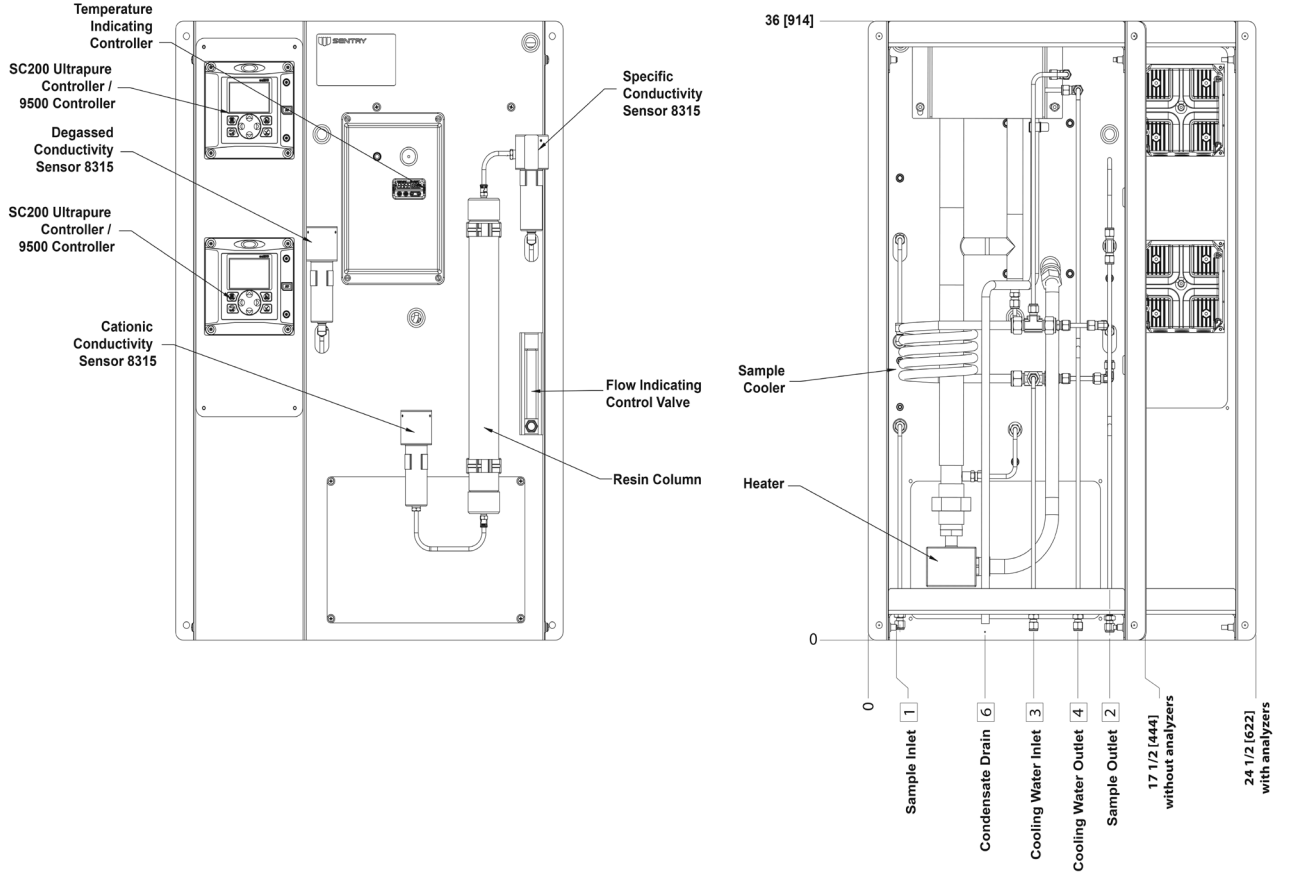 Temperature
Indicating
Controller
SENTRY
SC200 Ultrapure
Controller /
9500 Controller
Degassed
Conductivity
Sensor 8315
SC200 Ultrapure
Controller /
9500 Controller
Cationic
Conductivity
Sensor 8315
Specific
Conductivity
Sensor 8315
Flow Indicating
Control Valve
Resin Column
36 [914]
Sample
Cooler
Heater
0
0
1 Sample Inlet
6 Condensate Drain
3 Cooling Water Inlet
4 Cooling Water Outlet
2 Sample Outlet
17 1/2 [444]
without analyzers
24 1/2 [622]
with analyzers